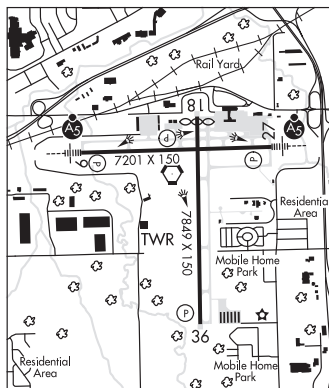 Rail Yard
18
A5
A5
P
27
9
7201 X 150
P
P
7849 X 150
TWR
Residential
Area
Mobile Home
Park
P
36
Residential
Area
Mobile Home
Park